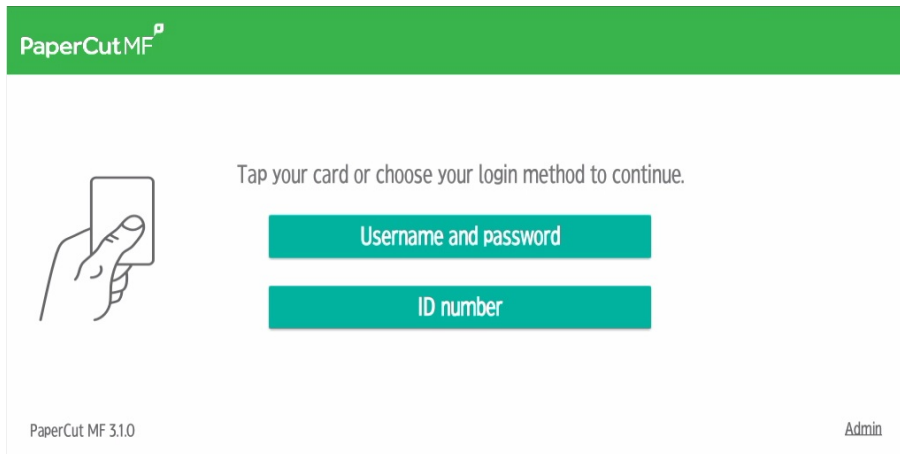 PaperCut MF
Tap your card or choose your login method to continue.
Username and password
ID number
PaperCut MF 3.1.0
Admin